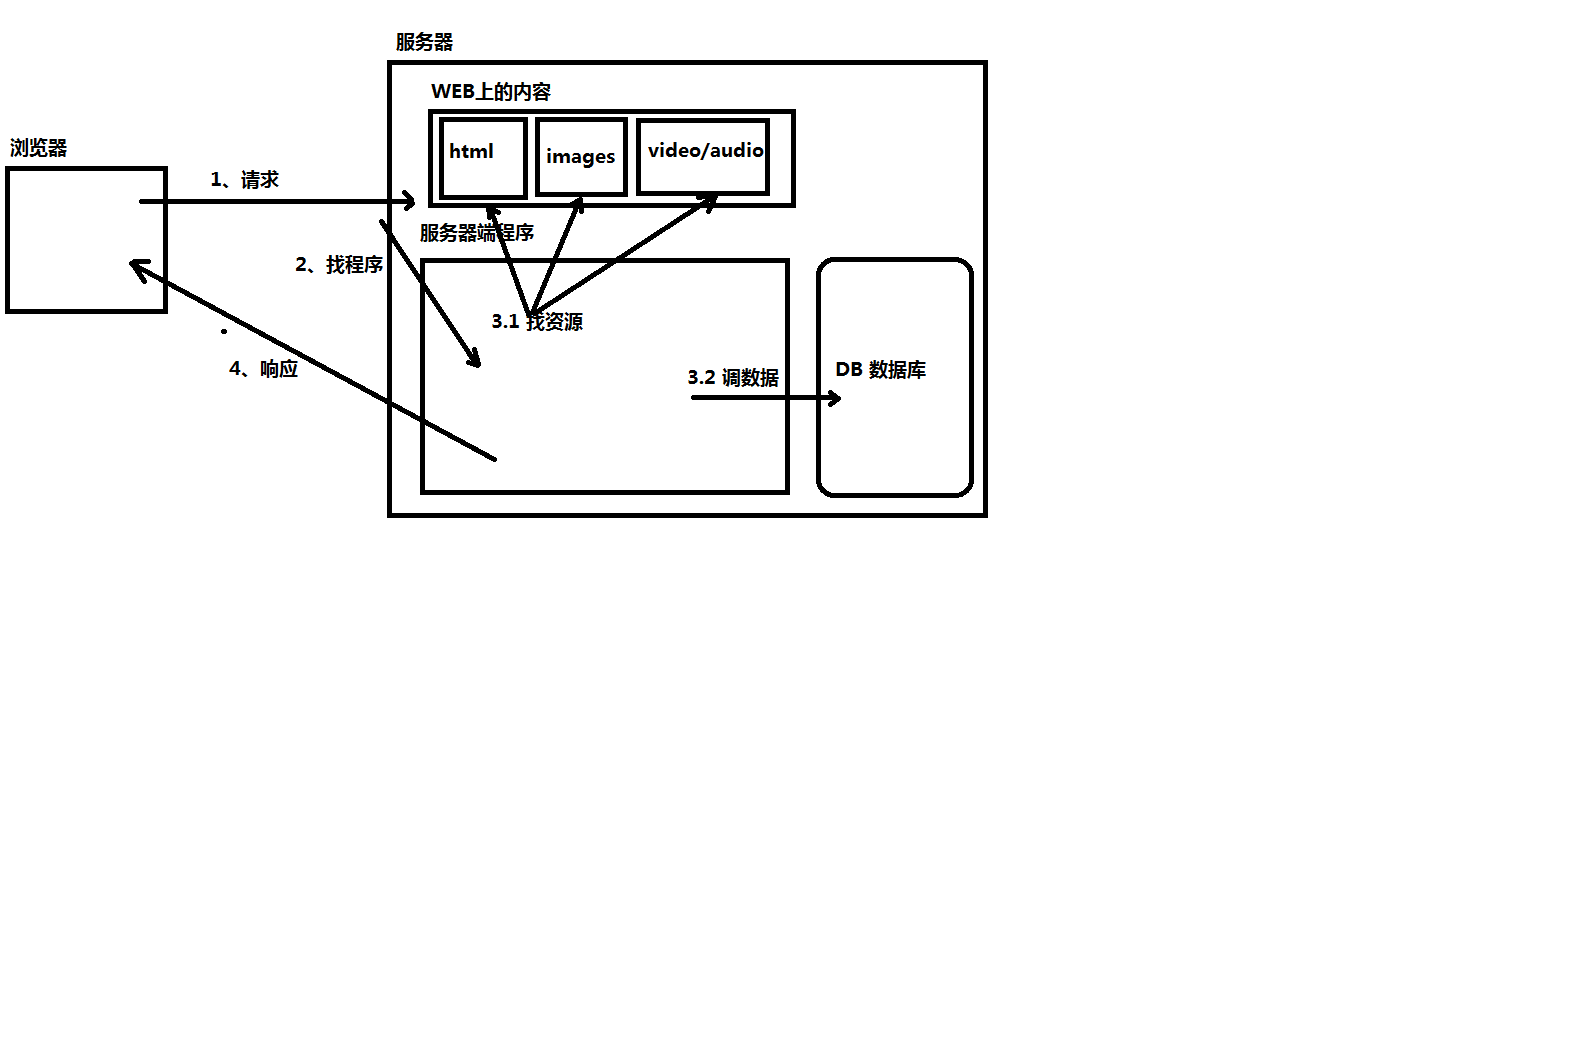 服务器
WEB上的内容
html
images
video/audio
浏览器
1、请求
服务器端程序
2、找程序
3.1 找资源
3.2 调数据
DB 数据库
4、响应